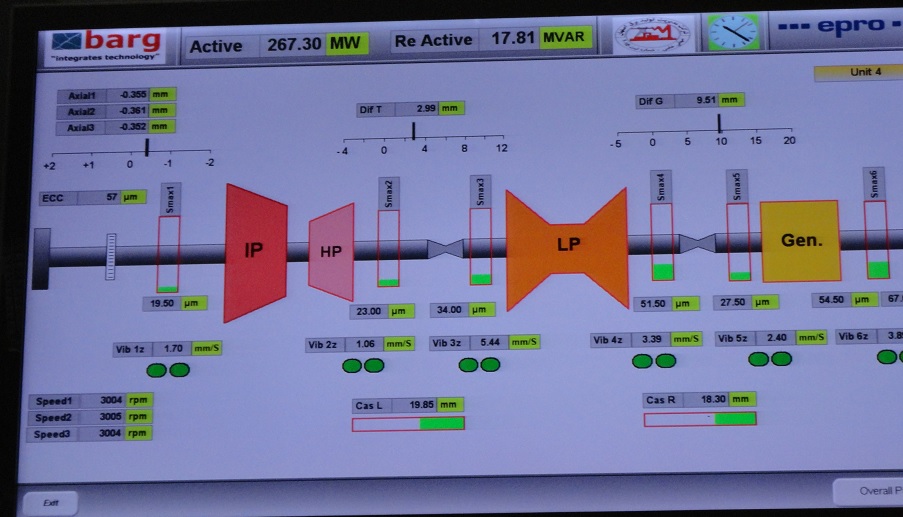 barg
"integrates technology"
Active 267.30 MW
Re Active 17.81 MVAR
epro
Unit 4
Axial1 -0.355 mm
Axial2 -0.361 mm
Axial3 -0.352 mm
+2 +1 0 -1 -2
Dif T 2.99 mm
-4 0 4 8 12
Dif G 9.51 mm
-5 0 5 10 15 20
ECC 57 µm
Smax1
Smax2
Smax3
Smax4
Smax5
Smax6
IP
HP
LP
Gen.
19.50 µm
23.00 µm
34.00 µm
51.50 µm
27.50 µm
54.50 µm
67.
Vib 1z 1.70 mm/S
Vib 2z 1.06 mm/S
Vib 3z 5.44 mm/S
Vib 4z 3.39 mm/S
Vib 5z 2.40 mm/S
Vib 6z 3.8
Speed1 3004 rpm
Speed2 3005 rpm
Speed3 3004 rpm
Cas L 19.85 mm
Cas R 18.30 mm
Exit
Overall P